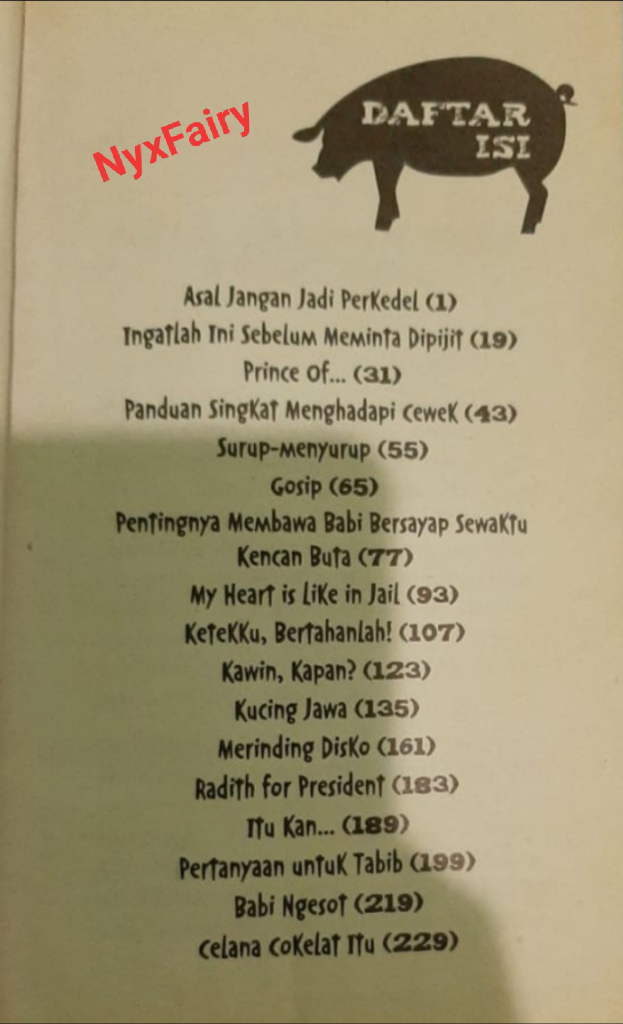 NyxFairy
DAFTAR
ISI
Asal Jangan Jadi Perkedel (1)
Ingatlah Ini Sebelum Meminta Dipijit (19)
Prince Of... (31)
Panduan Singkat Menghadapi Cewek (43)
Surup-Menyurup (55)
Gosip (65)
Pentingnya Membawa Babi Bersayap Sewaktu
Kencan Buta (77)
My Heart is Like in Jail (93)
Ketekku, Bertahanlah! (107)
Kawin, Kapan? (123)
Kucing Jawa (135)
Merinding Disko (161)
Radith for President (183)
Itu Kan... (189)
Pertanyaan untuk Tabib (199)
Babi Ngesot (219)
Celana Cokelat Itu (229)